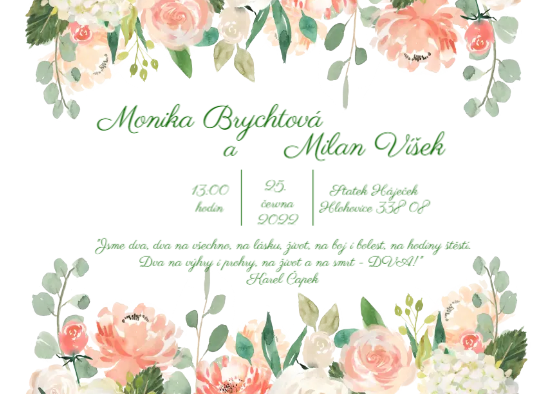 Monika Brychtová
a Milan Víšek
13:00 hodin
25. června 2022
Statek Háječek
Hlohovice 338 08
"Jsme dva, dva na všechno, na lásku, život, na boj i bolest, na hodiny štěstí.
Dva na výhry i prohry, na život a na smrt - DVA!"
Karel Čapek